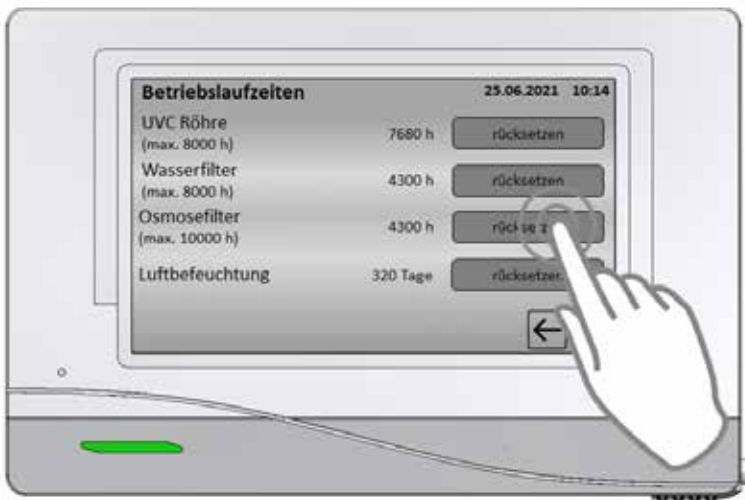 Betriebslaufzeiten 25.06.2021 10:14
UVC Röhre
(max. 8000 h) 7680 h rücksetzen
Wasserfilter
(max. 8000 h) 4300 h rücksetzen
Osmosefilter
(max. 10000 h) 4300 h
Luftbefeuchtung 320 Tage
←